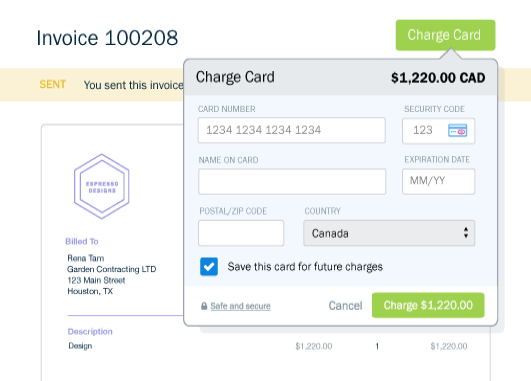 Invoice 100208
Charge Card
SENT You sent this invoice
Charge Card $1,220.00 CAD
CARD NUMBER SECURITY CODE
1234 1234 1234 1234 123
NAME ON CARD EXPIRATION DATE
MM/YY
POSTAL/ZIP CODE COUNTRY
Canada
Save this card for future charges
Safe and secure Cancel Charge $1,220.00
ESPRESSO
DESIGNS
Billed To
Rena Tam
Garden Contracting LTD
123 Main Street
Houston, TX
Description
Design $1,220.00 1 $1,220.00